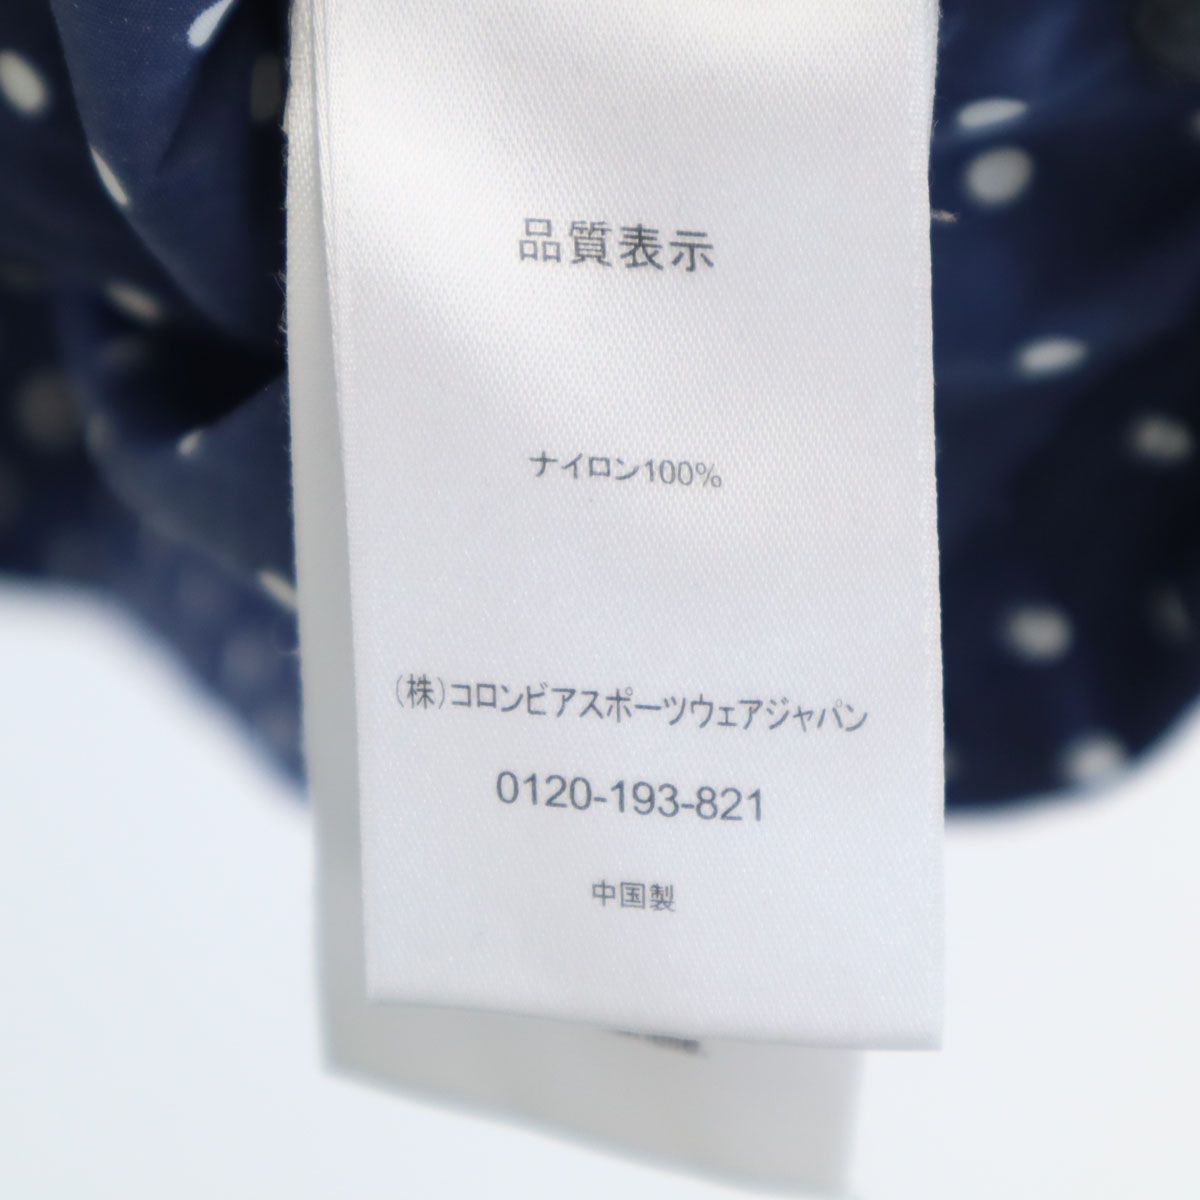 品質表示
ナイロン100%
(株)コロンビアスポーツウェアジャパン
0120-193-821
中国製